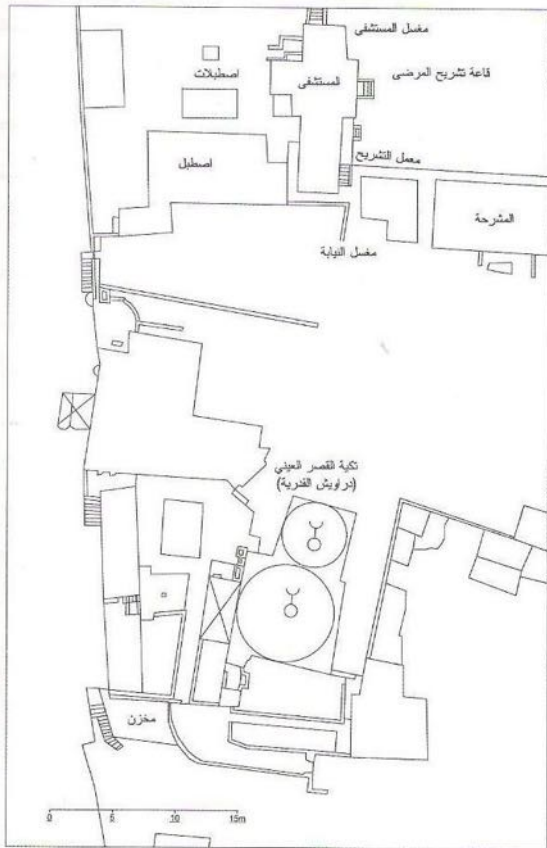 مغسل المستشفى
اصطبلات
المستشفى
قاعة تشريح المرضى
اصطبل
معمل التشريح
المشرحة
مغسل النيابة
تكية القصر العيني
(دراويش القدرية)
مخزن
0 5 10 15m